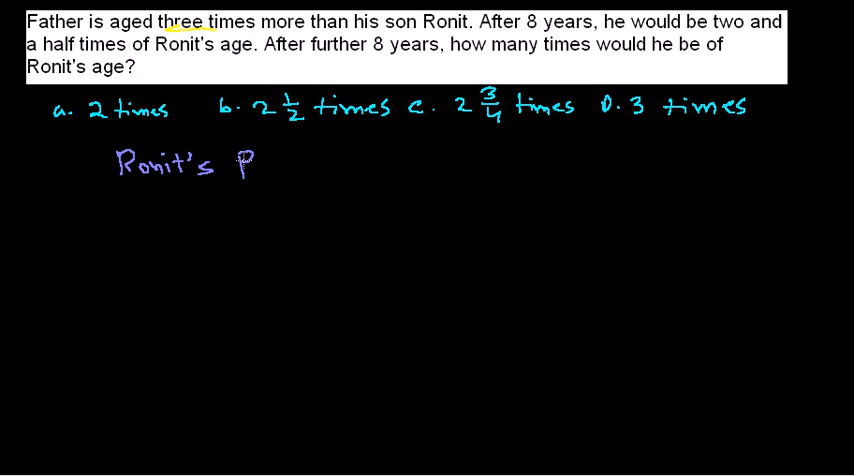 Father is aged three times more than his son Ronit. After 8 years, he would be two and
a half times of Ronit's age. After further 8 years, how many times would he be of
Ronit's age?
a. 2 times b. 2 1/2 times c. 2 3/4 times D. 3 times
Ronit's P